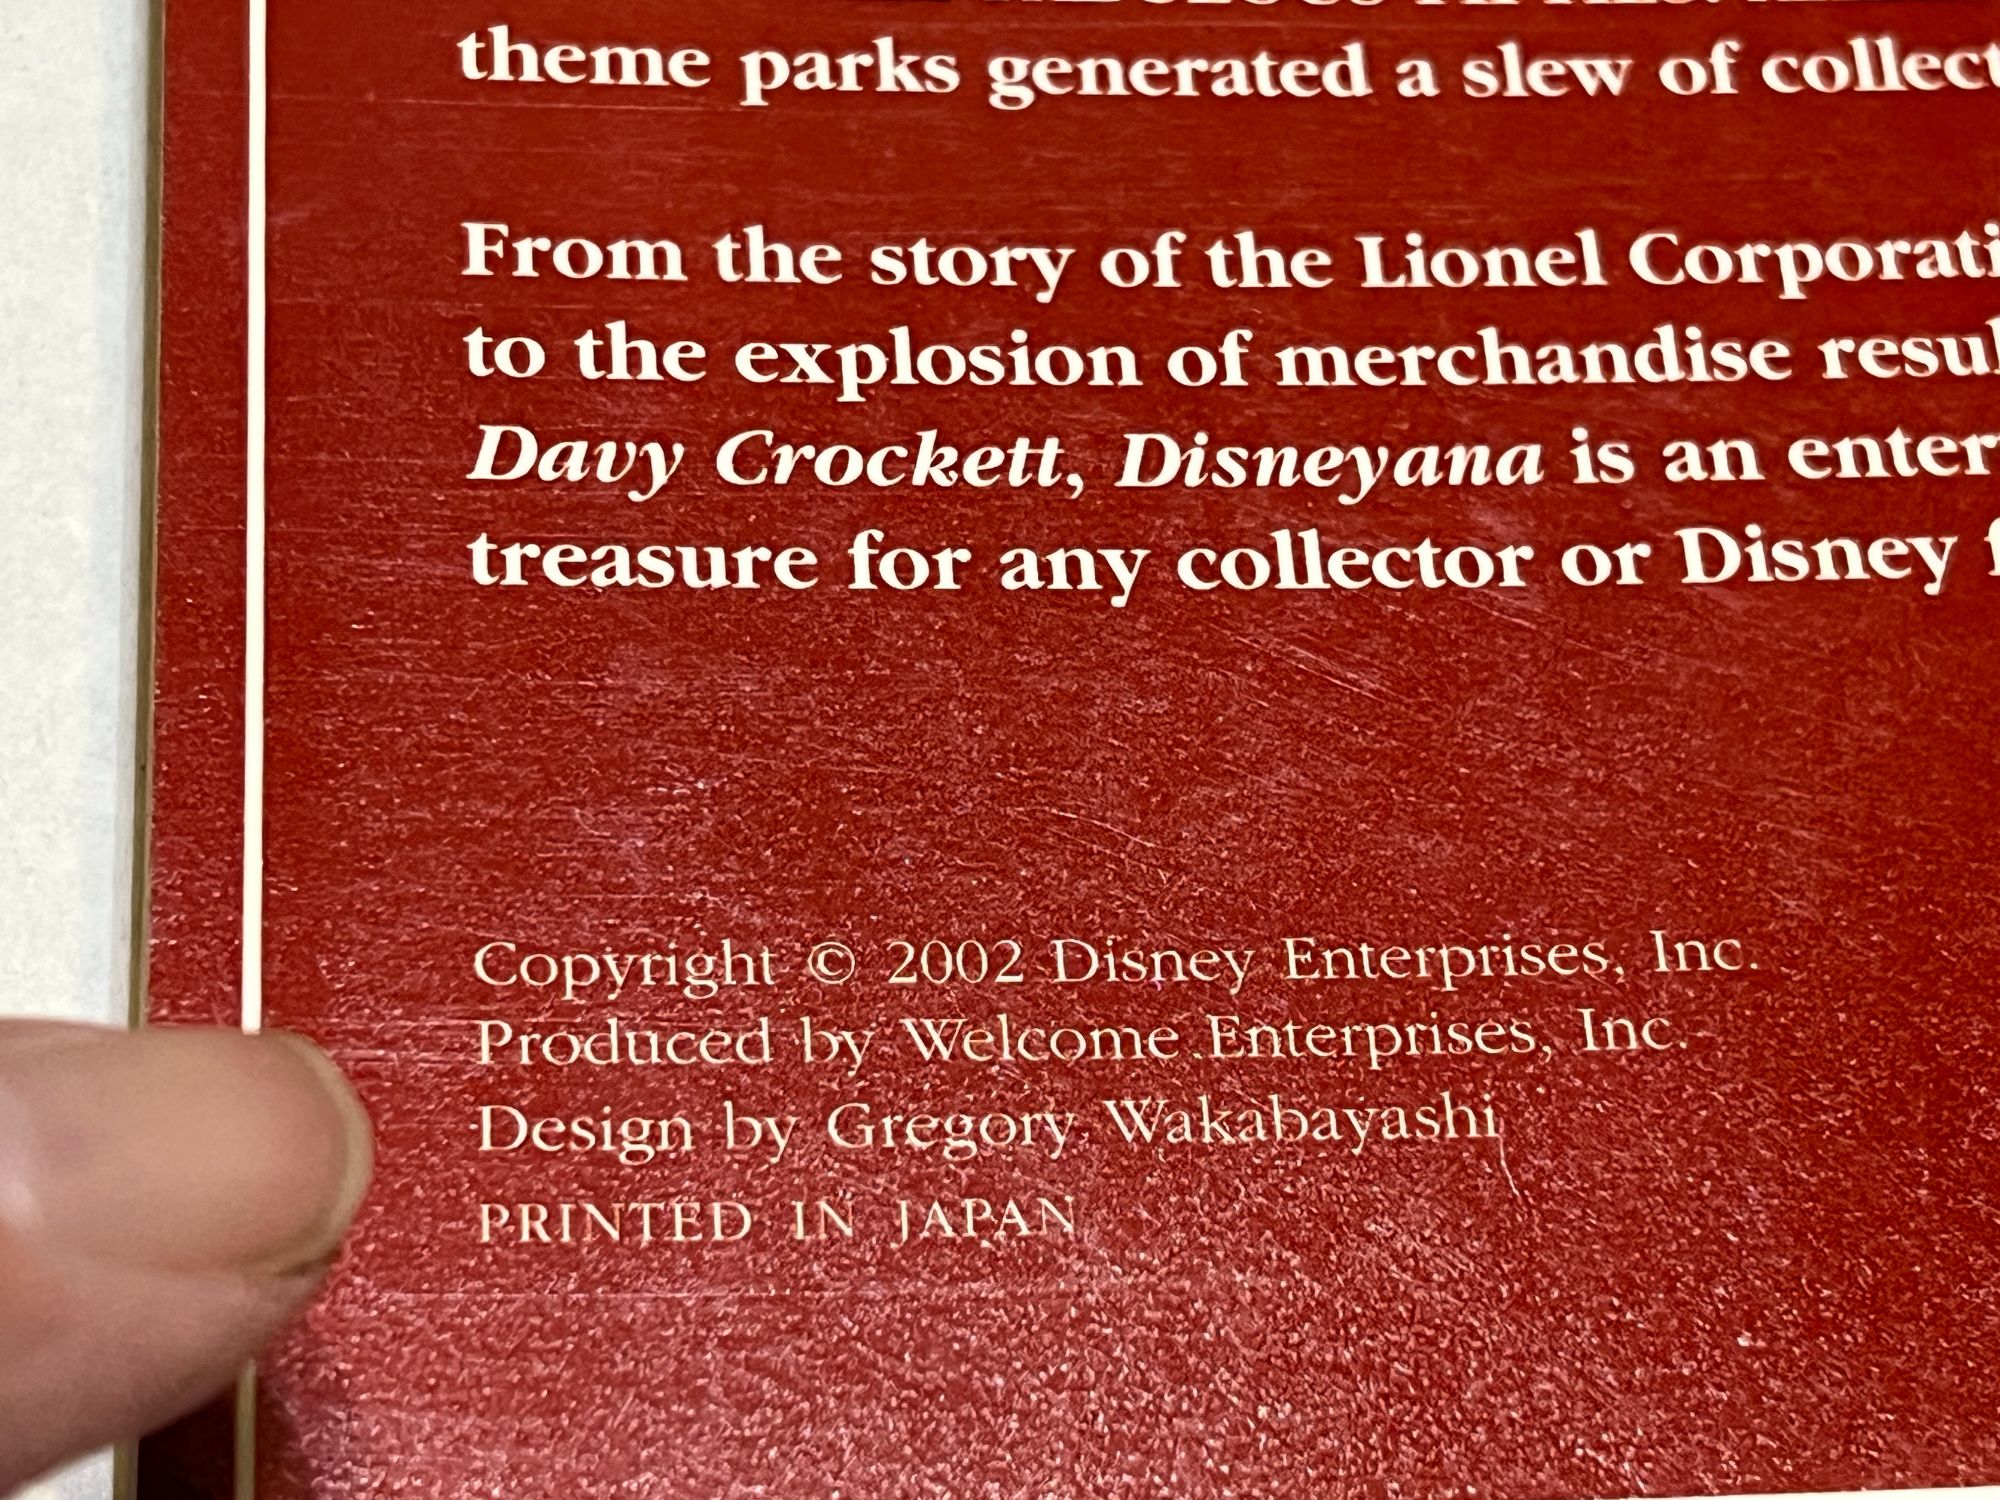 theme parks generated a slew of collect
From the story of the Lionel Corporati
to the explosion of merchandise resul
Davy Crockett, Disneyana is an enter
treasure for any collector or Disney f
Copyright © 2002 Disney Enterprises, Inc.
Produced by Welcome Enterprises, Inc.
Design by Gregory Wakabayashi
PRINTED IN JAPAN